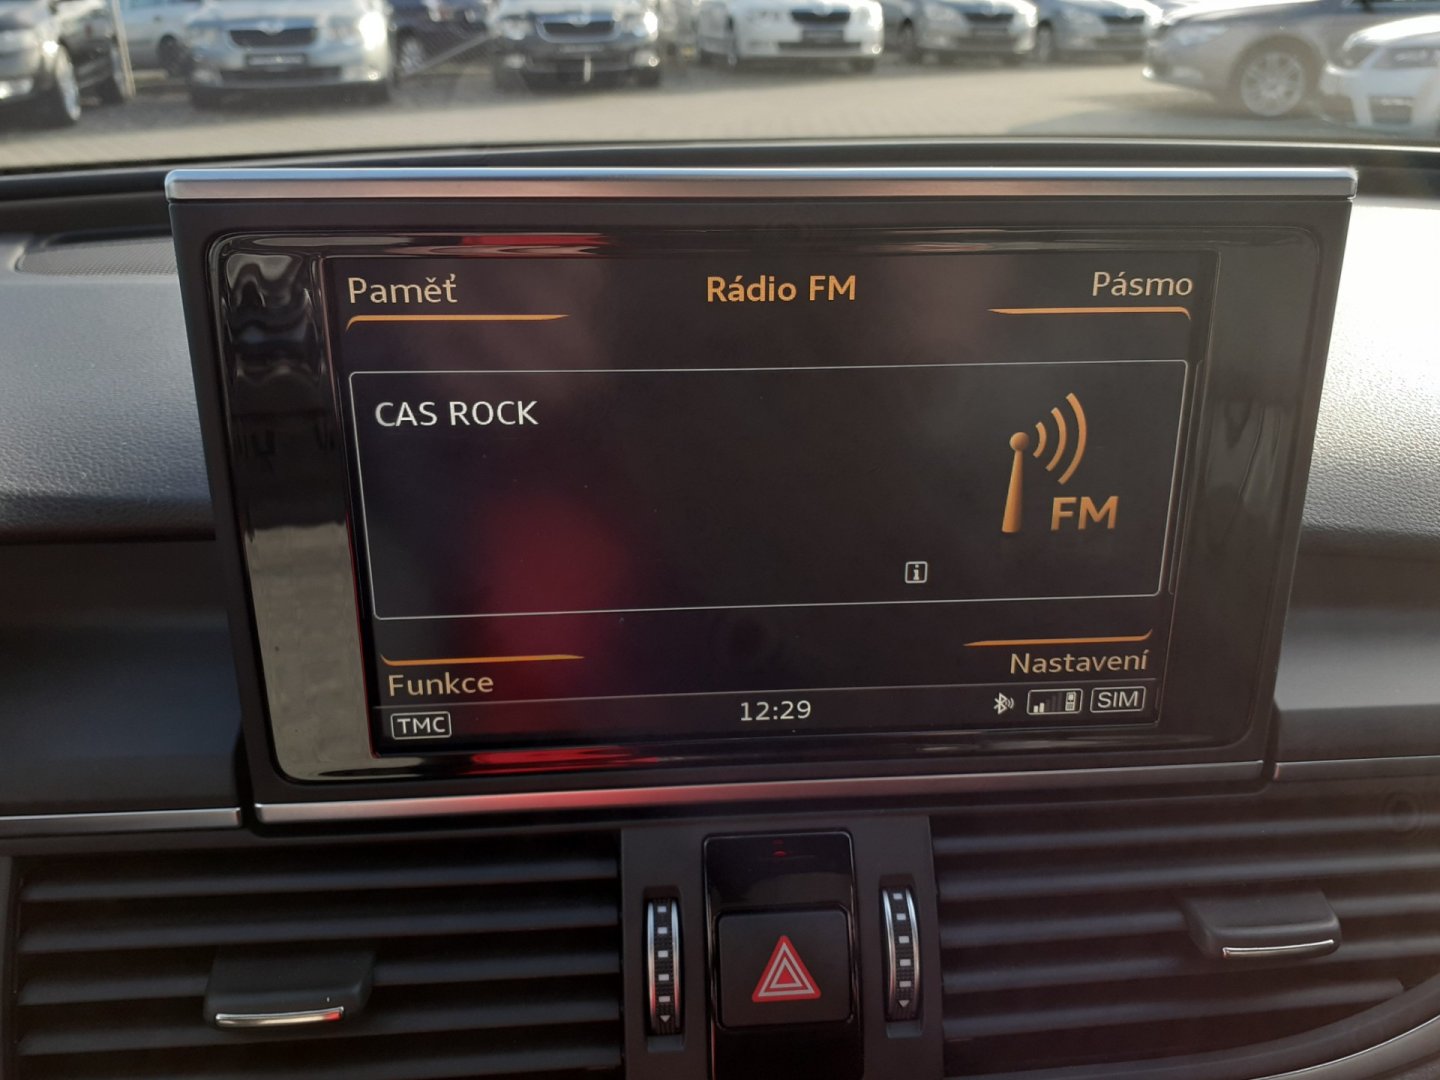 Paměť
Rádio FM
Pásmo
CAS ROCK
FM
i
Funkce
Nastavení
TMC
12:29
SIM